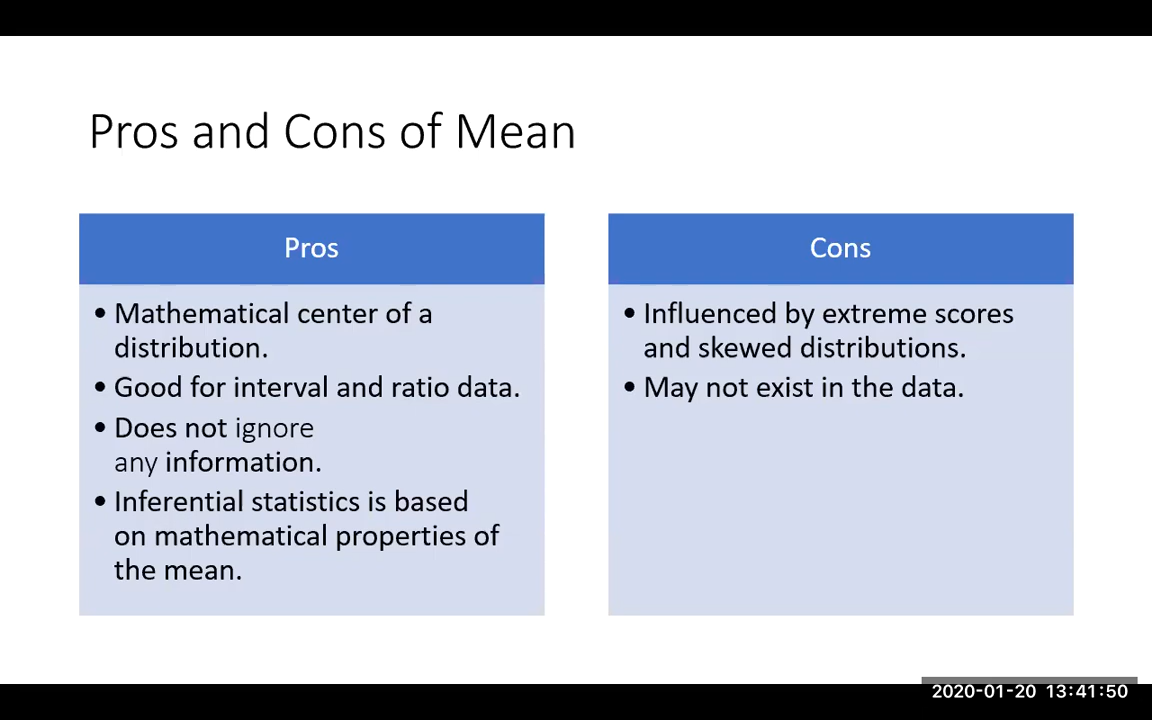 Pros and Cons of Mean
Pros
• Mathematical center of a
distribution.
• Good for interval and ratio data.
• Does not ignore
any information.
• Inferential statistics is based
on mathematical properties of
the mean.
Cons
• Influenced by extreme scores
and skewed distributions.
• May not exist in the data.
2020-01-20 13:41:50